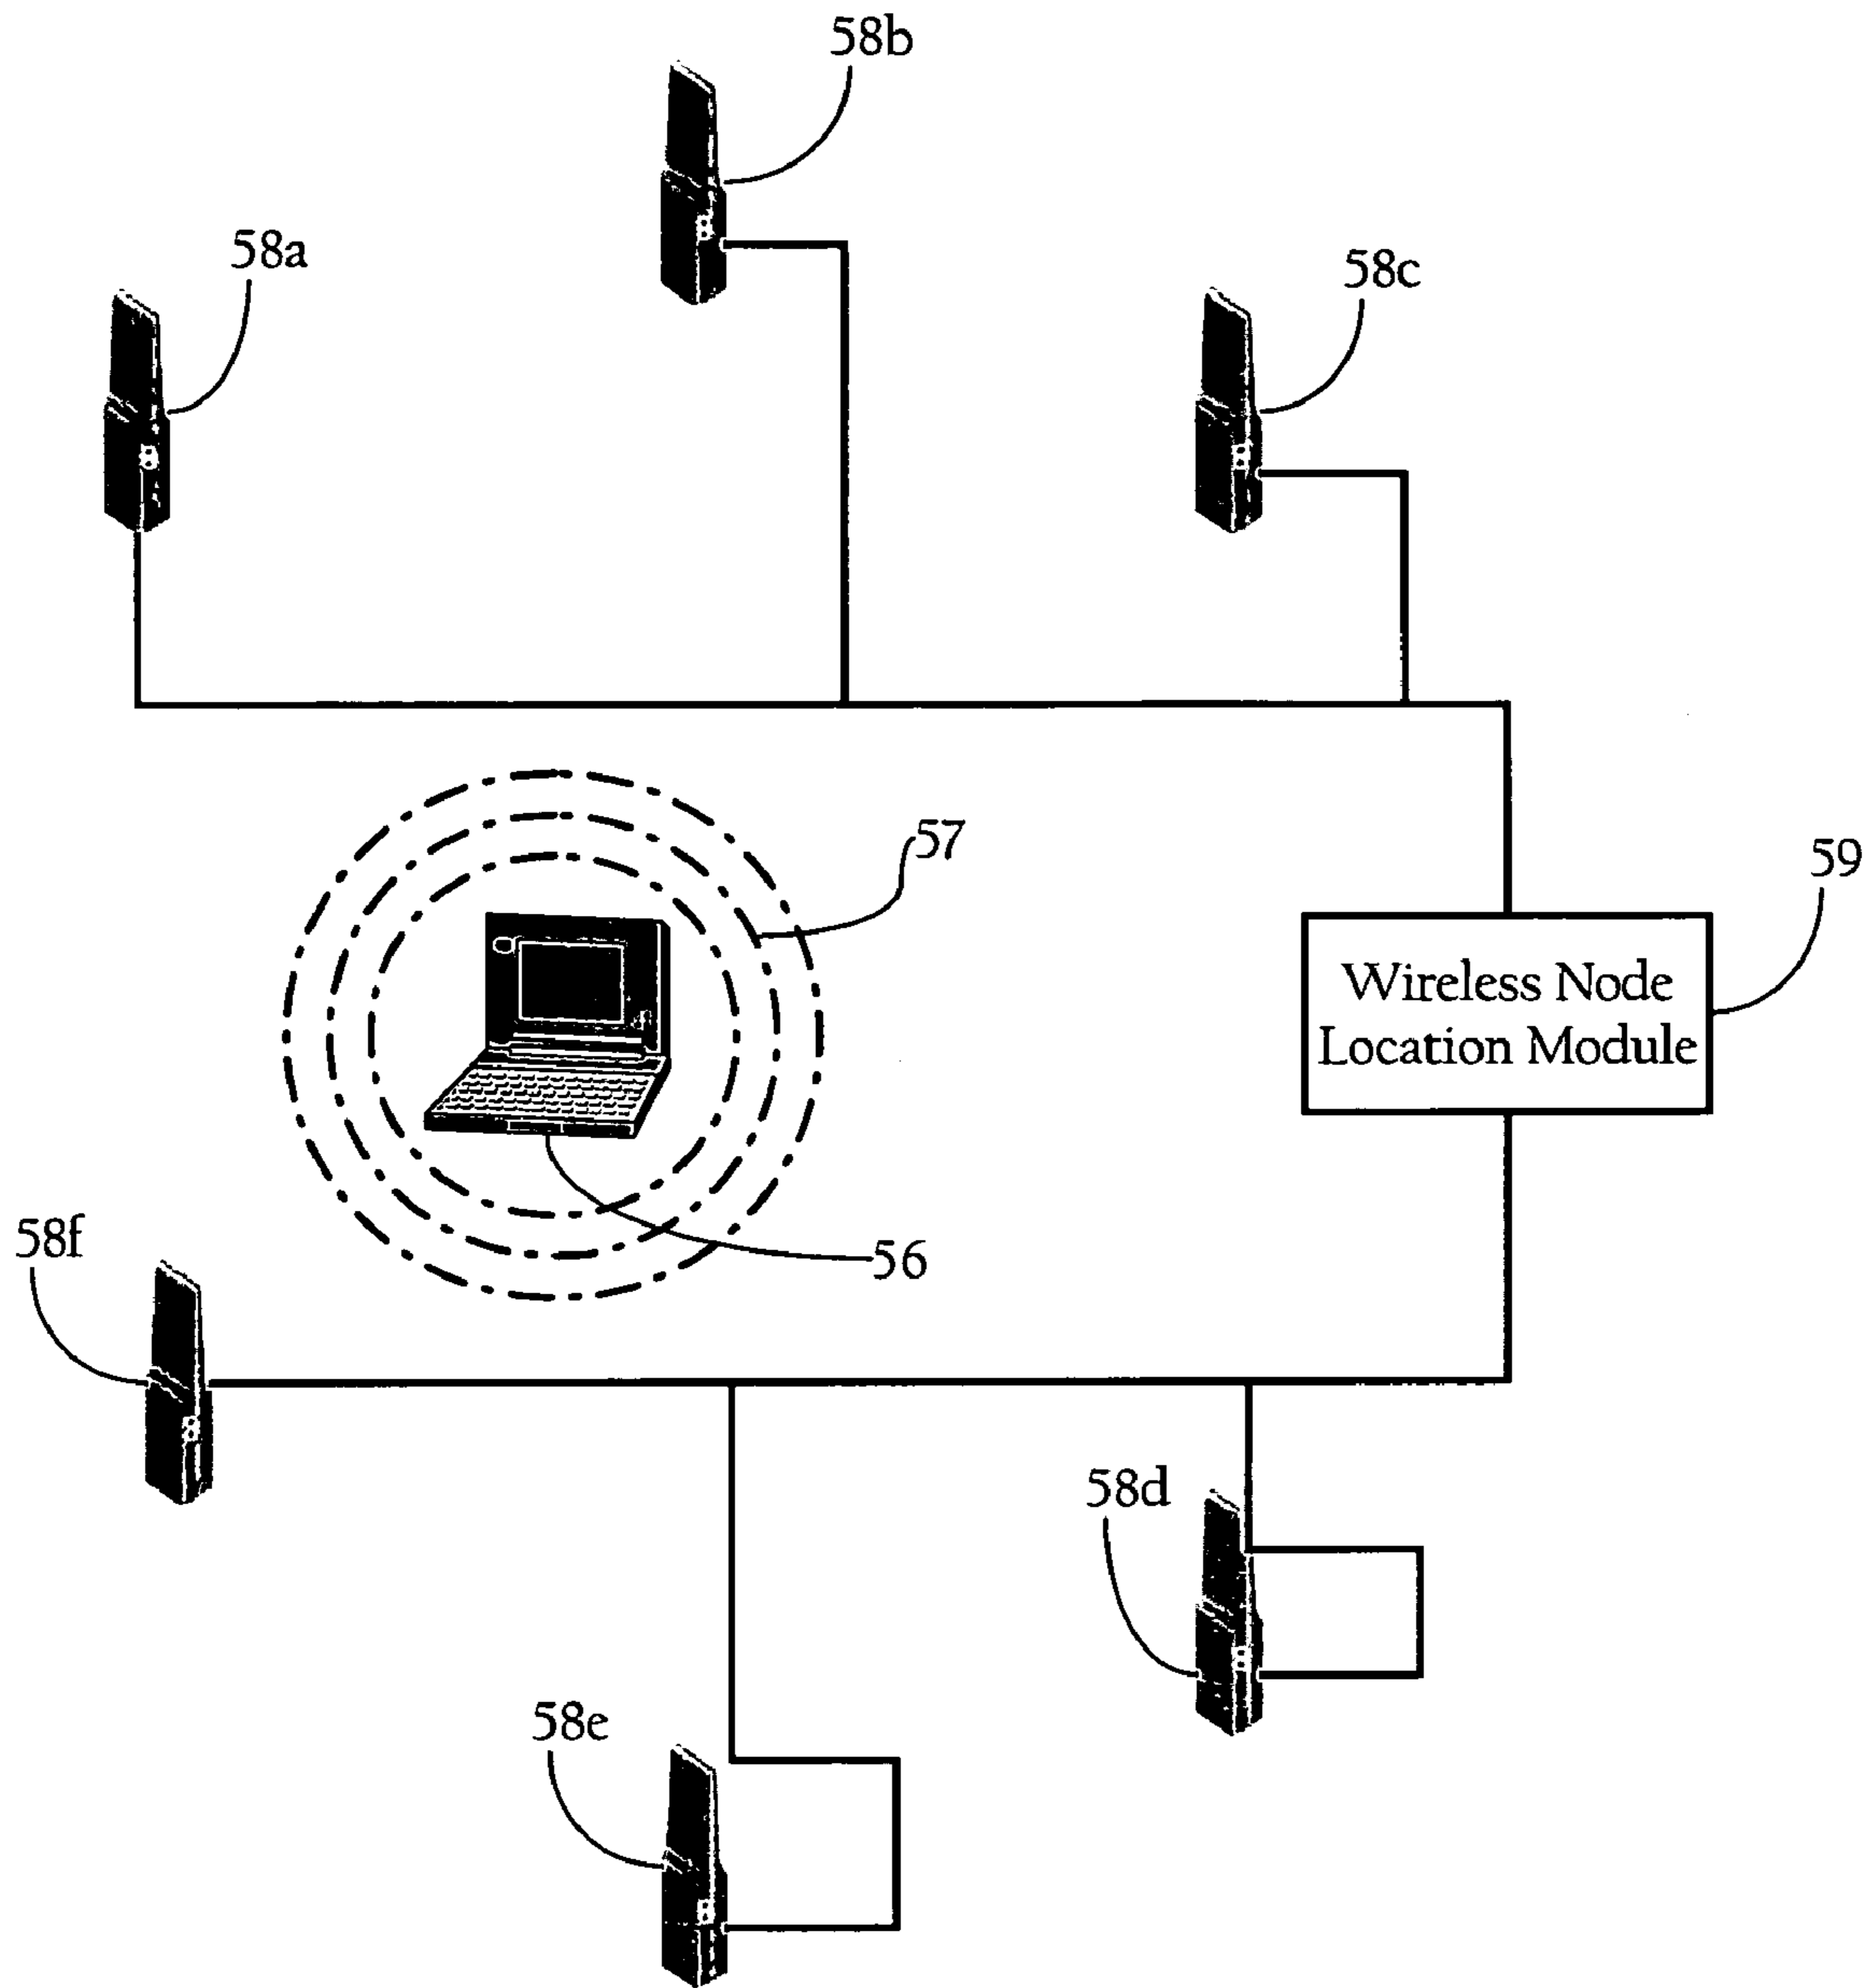 58b
58a
58c
57
59
Wireless Node
Location Module
58f
56
58d
58e